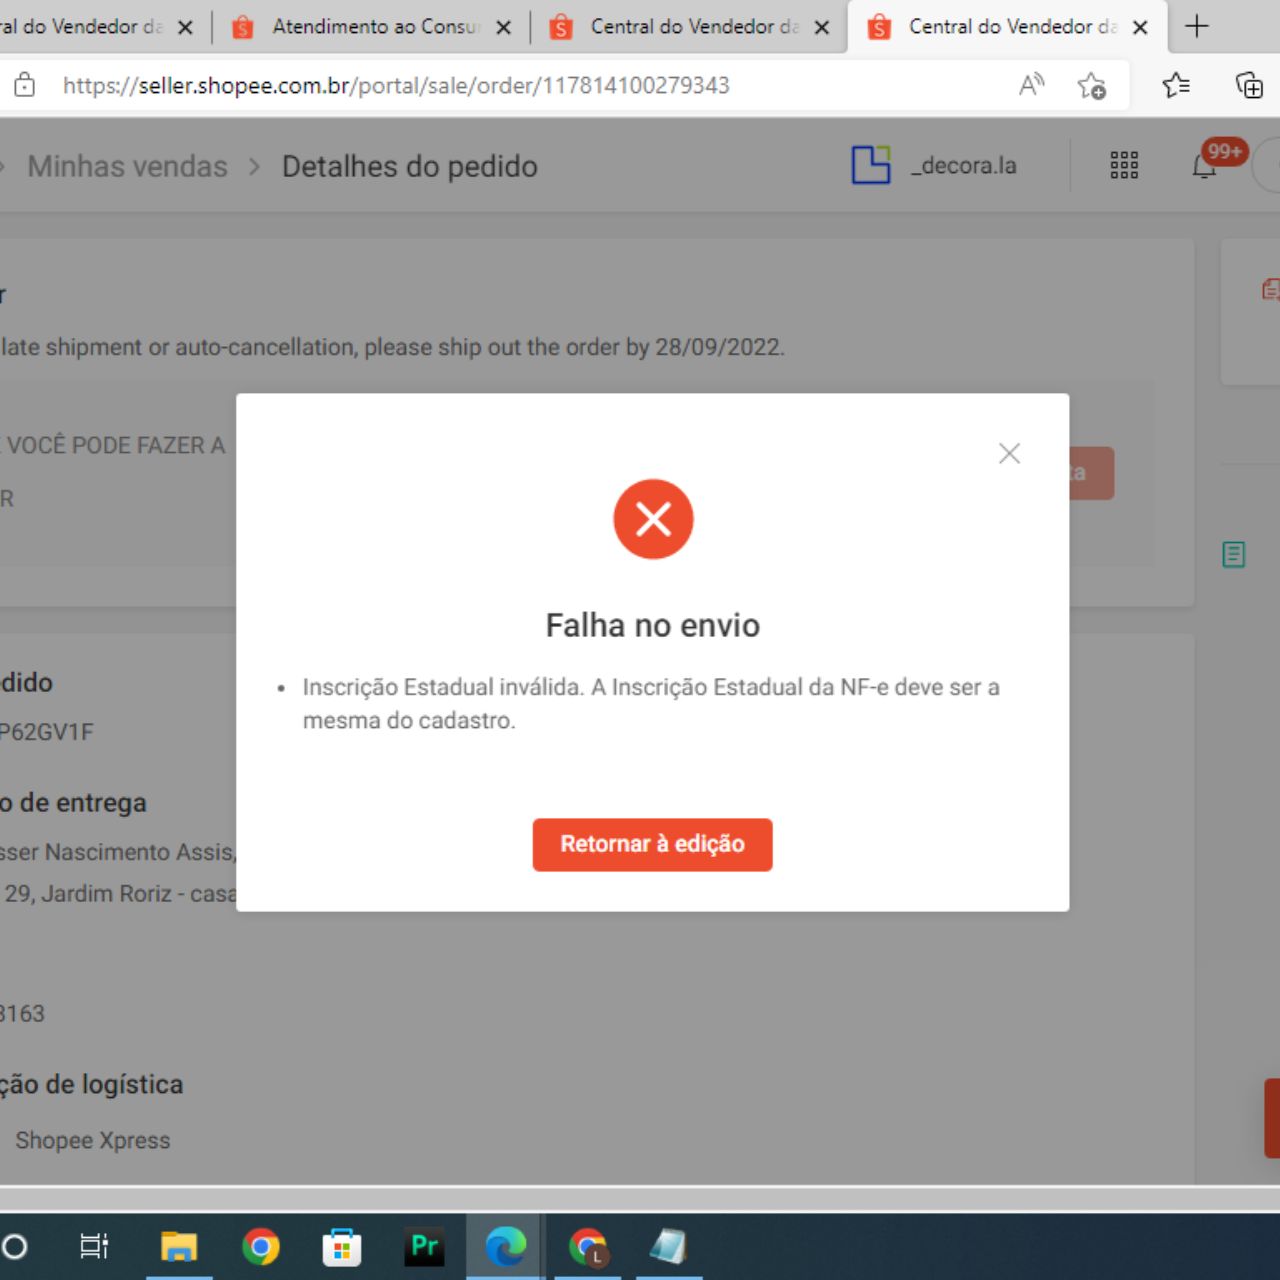 ral do Vendedor da
Atendimento ao Consu
Central do Vendedor da
Central do Vendedor da
https://seller.shopee.com.br/portal/sale/order/117814100279343
Minhas vendas > Detalhes do pedido
_decora.la
99+
r
late shipment or auto-cancellation, please ship out the order by 28/09/2022.
E VOCÊ PODE FAZER A
R
ta
Falha no envio
• Inscrição Estadual inválida. A Inscrição Estadual da NF-e deve ser a
mesma do cadastro.
Retornar à edição
edido
P62GV1F
o de entrega
sser Nascimento Assis,
29, Jardim Roriz - casa
3163
ção de logística
Shopee Xpress
Pr
L